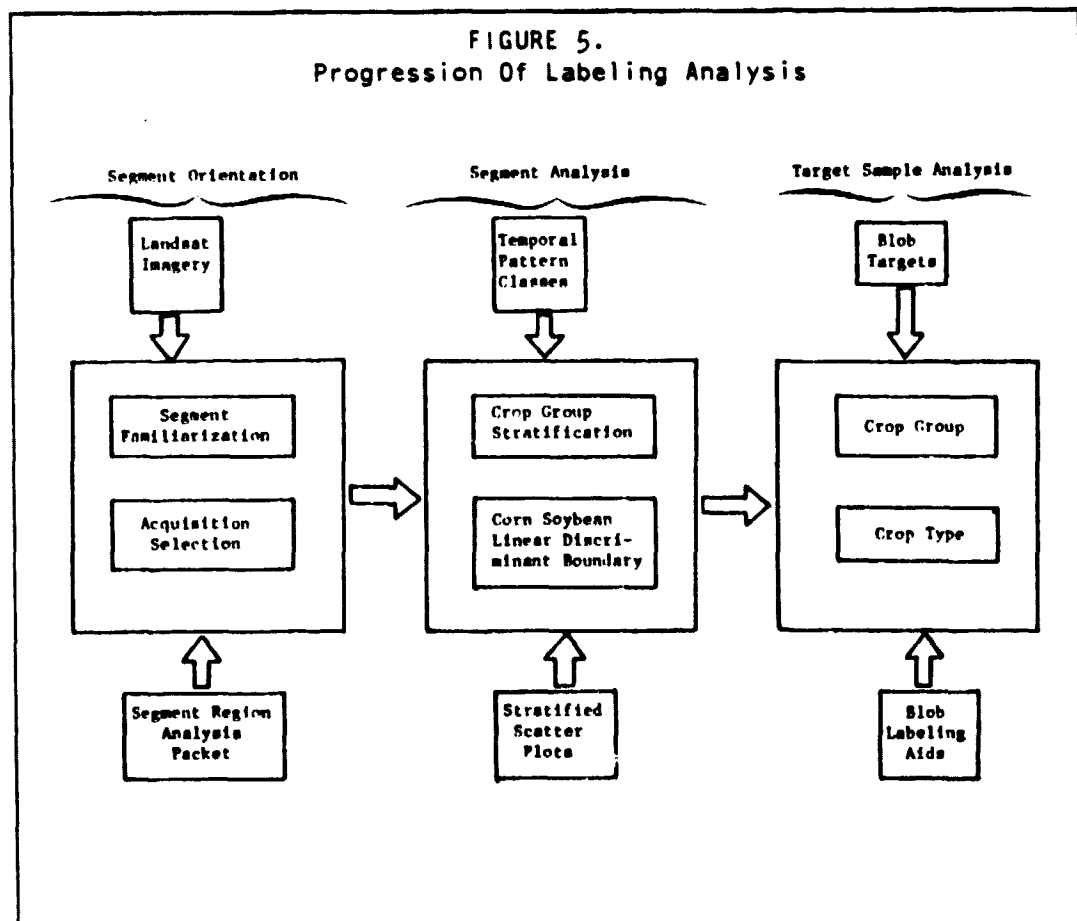 FIGURE 5.
Progression Of Labeling Analysis
Segment Orientation
Segment Analysis
Target Sample Analysis
Landsat
Imagery
Temporal
Pattern
Classes
Blob
Targets
Segment
Familiarization
Acquisition
Selection
Crop Group
Stratification
Corn Soybean
Linear Discri-
minant Boundary
Crop Group
Crop Type
Segment Region
Analysis
Packet
Stratified
Scatter
Plots
Blob
Labeling
Aids